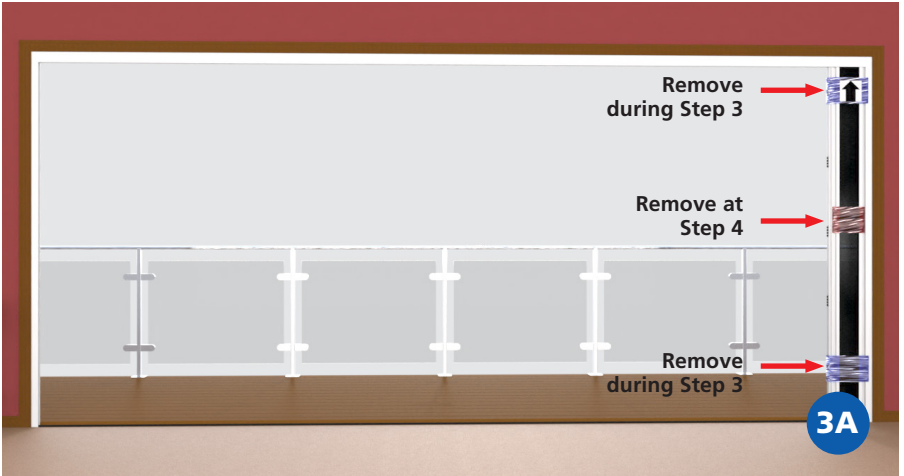 Remove
during Step 3
Remove at
Step 4
Remove
during Step 3
3A